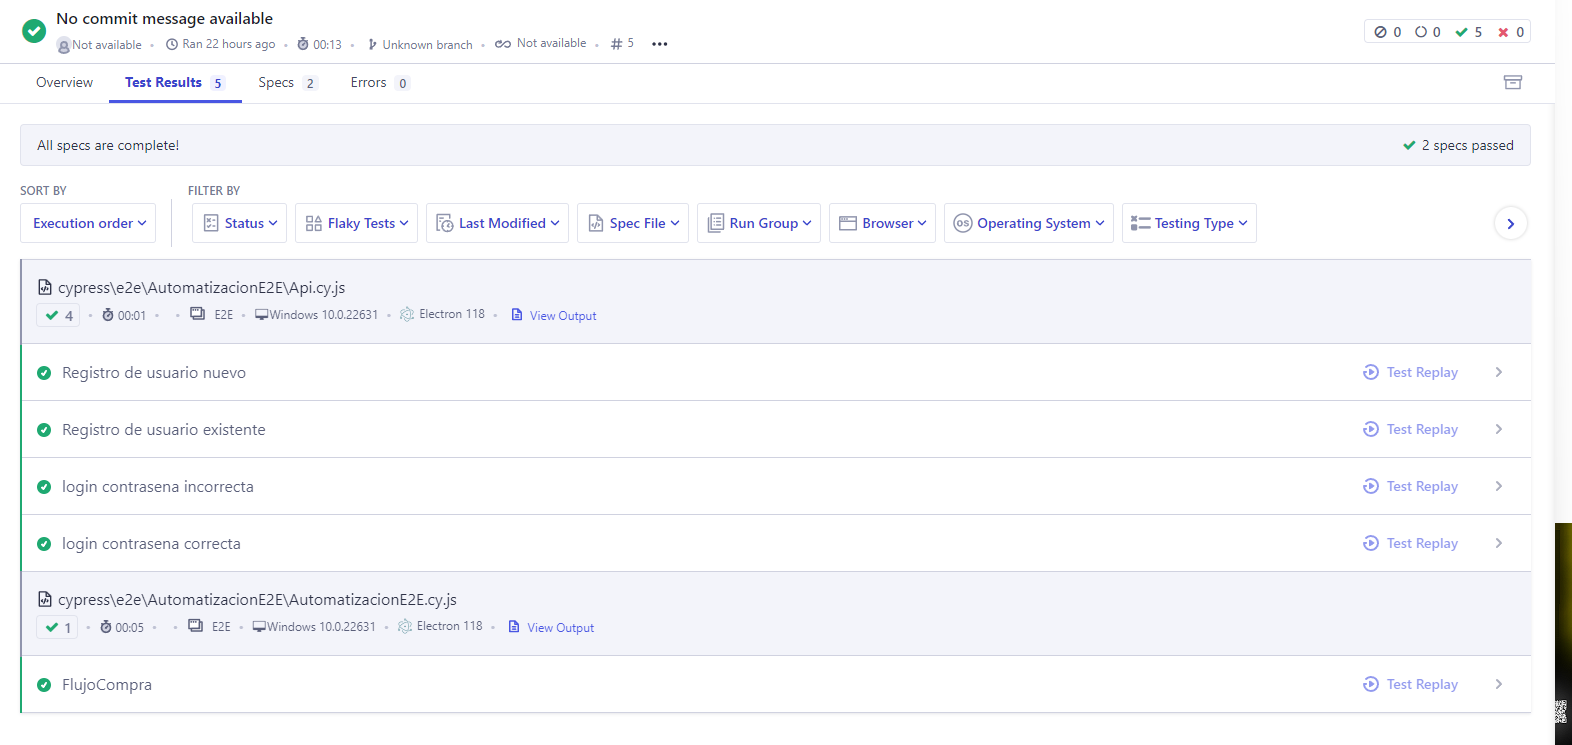 No commit message available
Not available Ran 22 hours ago 00:13 Unknown branch Not available # 5
0 0 5 0
Overview Test Results 5 Specs 2 Errors 0
All specs are complete! 2 specs passed
SORT BY FILTER BY
Execution order Status Flaky Tests Last Modified Spec File Run Group Browser OS Operating System Testing Type
cypress\e2e\AutomatizacionE2E\Api.cy.js
4 00:01 E2E Windows 10.0.22631 Electron 118 View Output
Registro de usuario nuevo Test Replay
Registro de usuario existente Test Replay
login contrasena incorrecta Test Replay
login contrasena correcta Test Replay
cypress\e2e\AutomatizacionE2E\AutomatizacionE2E.cy.js
1 00:05 E2E Windows 10.0.22631 Electron 118 View Output
FlujoCompra Test Replay